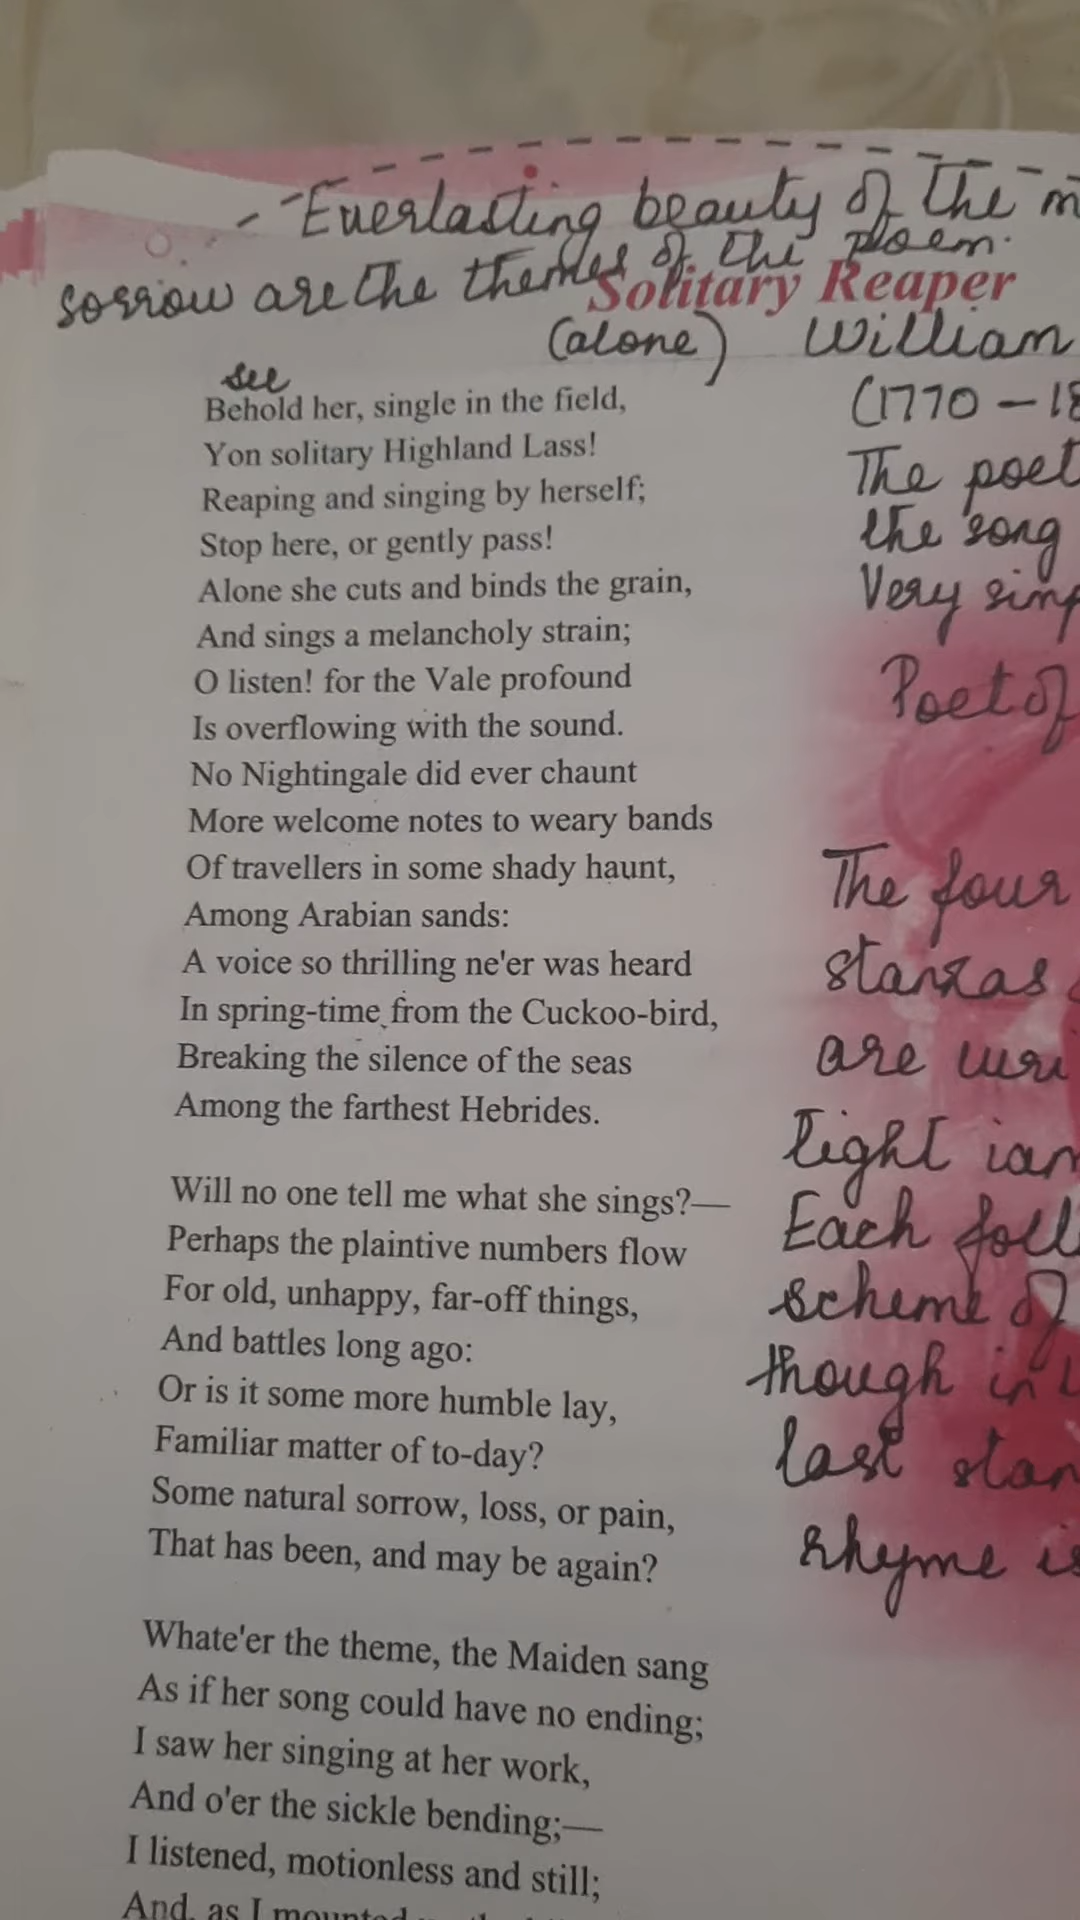 Everlasting beauty of the
sorrow are the themes of the poem.
Solitary Reaper
(alone) William
see
(1770 - 18
Behold her, single in the field,
Yon solitary Highland Lass!
Reaping and singing by herself;
Stop here, or gently pass!
Alone she cuts and binds the grain,
And sings a melancholy strain;
O listen! for the Vale profound
Is overflowing with the sound.
No Nightingale did ever chaunt
More welcome notes to weary bands
Of travellers in some shady haunt,
Among Arabian sands:
A voice so thrilling ne'er was heard
In spring-time from the Cuckoo-bird,
Breaking the silence of the seas
Among the farthest Hebrides.
Will no one tell me what she sings?—
Perhaps the plaintive numbers flow
For old, unhappy, far-off things,
And battles long ago:
Or is it some more humble lay,
Familiar matter of to-day?
Some natural sorrow, loss, or pain,
That has been, and may be again?
Whate'er the theme, the Maiden sang
As if her song could have no ending;
I saw her singing at her work,
And o'er the sickle bending;—
I listened, motionless and still;
And, as I mounted
The poet
the song
Very
Poet of
The four
stanzas
are
Eight
Each
scheme of
though in
last
rhyme